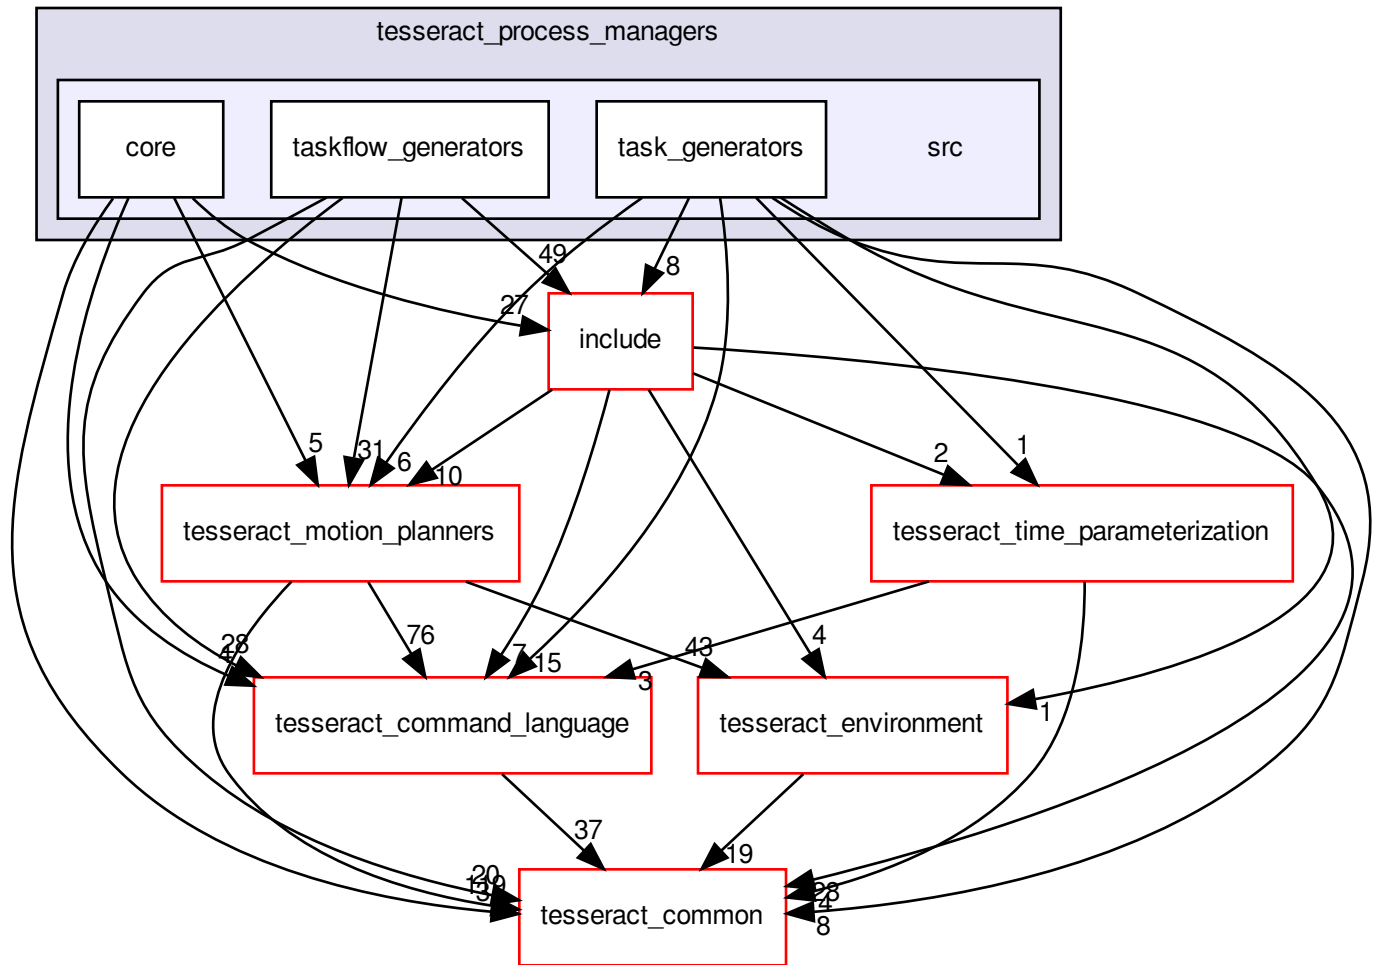 tesseract_process_managers
core
taskflow_generators
task_generators
src
49
8
27
include
5
31
6
10
2
1
tesseract_motion_planners
tesseract_time_parameterization
28
76
7
15
3
43
4
1
tesseract_command_language
tesseract_environment
37
19
20
28
4
8
tesseract_common